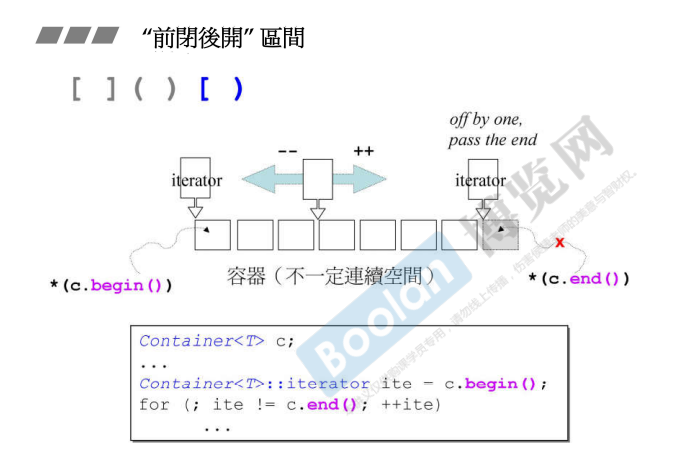 “前閉後開”區間
[ ] ( ) [ )
off by one,
pass the end
-- ++
iterator iterator
x
*(c.begin()) 容器（不一定連續空間） *(c.end())
Boolan 博览网
Container<T> c;
...
Container<T>::iterator ite = c.begin();
for (; ite != c.end(); ++ite)
...